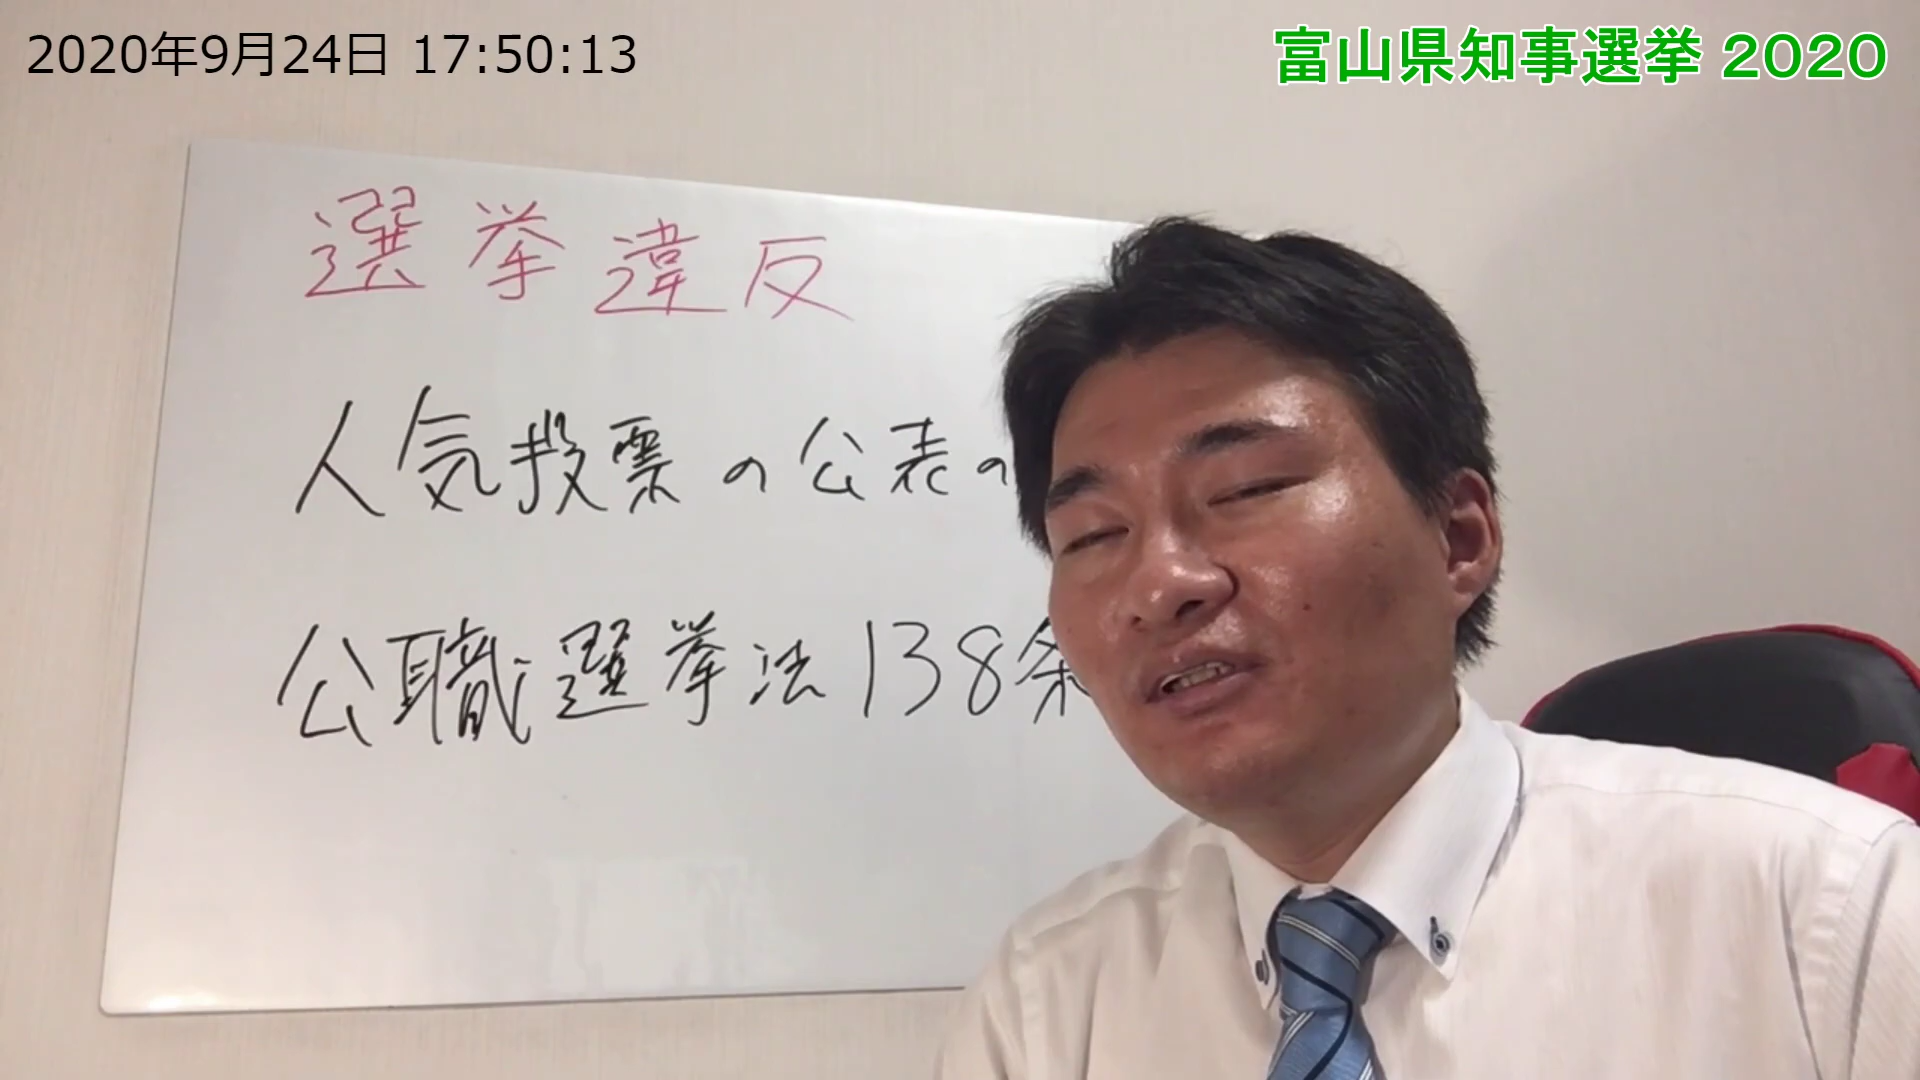 2020年9月24日 17:50:13
富山県知事選挙 2020
選挙違反
人気投票の公表の
公職選挙法138条